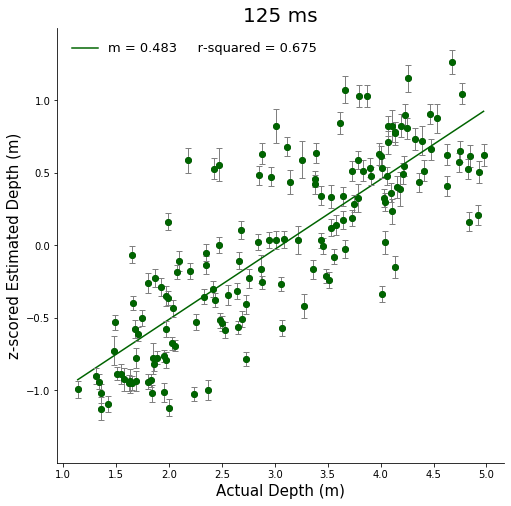 125 ms
m = 0.483 r-squared = 0.675
z-scored Estimated Depth (m)
1.0
0.5
0.0
−0.5
−1.0
1.0 1.5 2.0 2.5 3.0 3.5 4.0 4.5 5.0
Actual Depth (m)